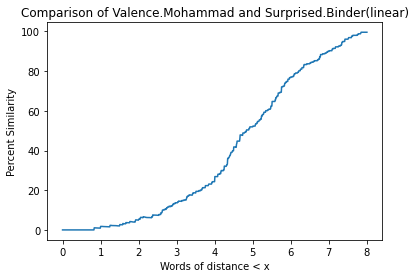 Comparison of Valence.Mohammad and Surprised.Binder(linear)
100
80
60
40
20
0
Percent Similarity
0 1 2 3 4 5 6 7 8
Words of distance < x